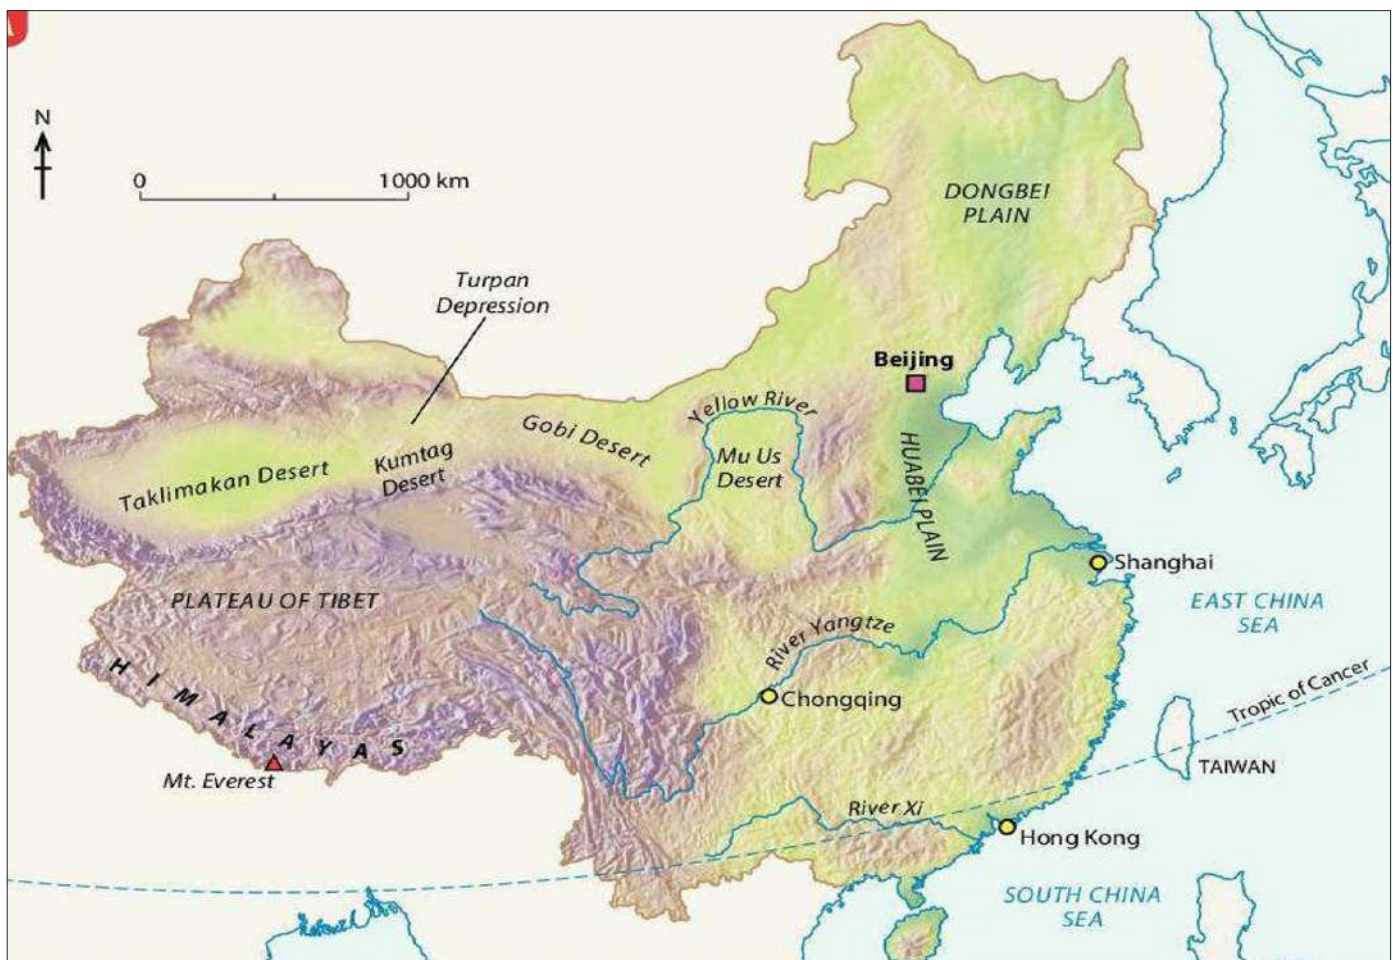 A
N
0
1000 km
DONGBEI
PLAIN
Turpan
Depression
Beijing
Yellow River
Gobi Desert
Mu Us
Desert
HUABEI PLAIN
Taklimakan Desert
Kumtag
Desert
Shanghai
PLATEAU OF TIBET
EAST CHINA
SEA
River Yangtze
HIMALAYAS
Chongqing
Tropic of Cancer
Mt. Everest
TAIWAN
River Xi
Hong Kong
SOUTH CHINA
SEA